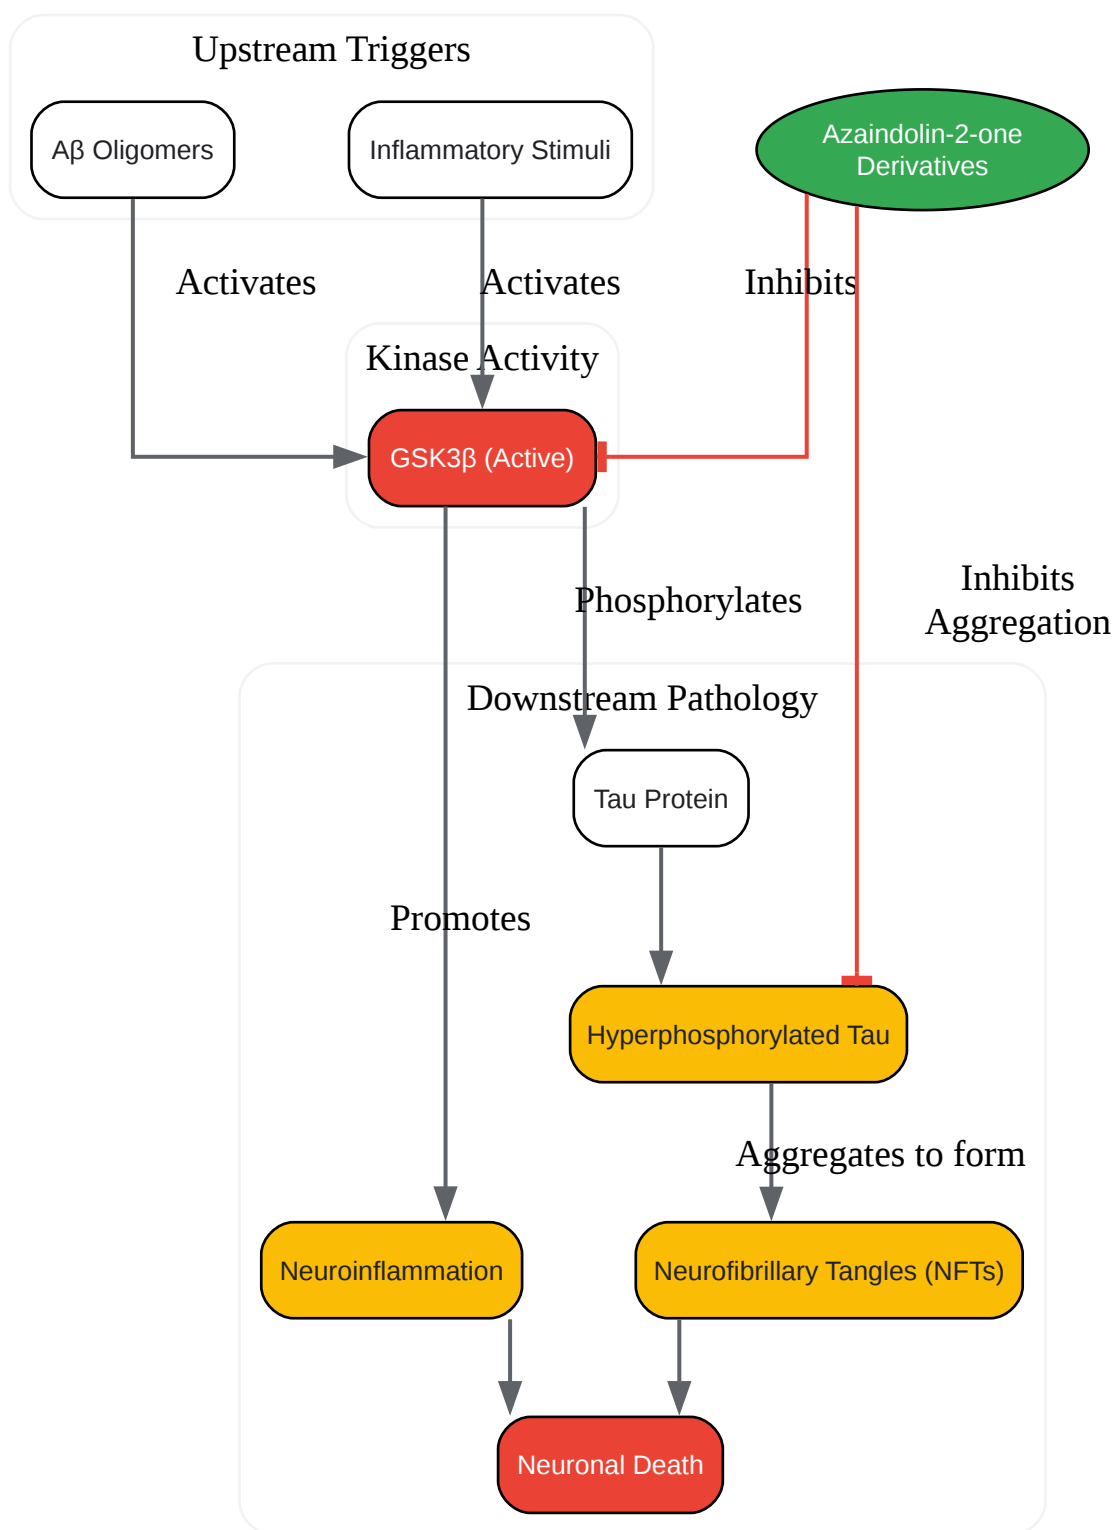 Upstream Triggers
Aβ Oligomers
Inflammatory Stimuli
Azaindolin-2-one
Derivatives
Activates
Activates
Inhibits
Kinase Activity
GSK3β (Active)
Phosphorylates
Inhibits
Aggregation
Downstream Pathology
Tau Protein
Promotes
Hyperphosphorylated Tau
Aggregates to form
Neuroinflammation
Neurofibrillary Tangles (NFTs)
Neuronal Death